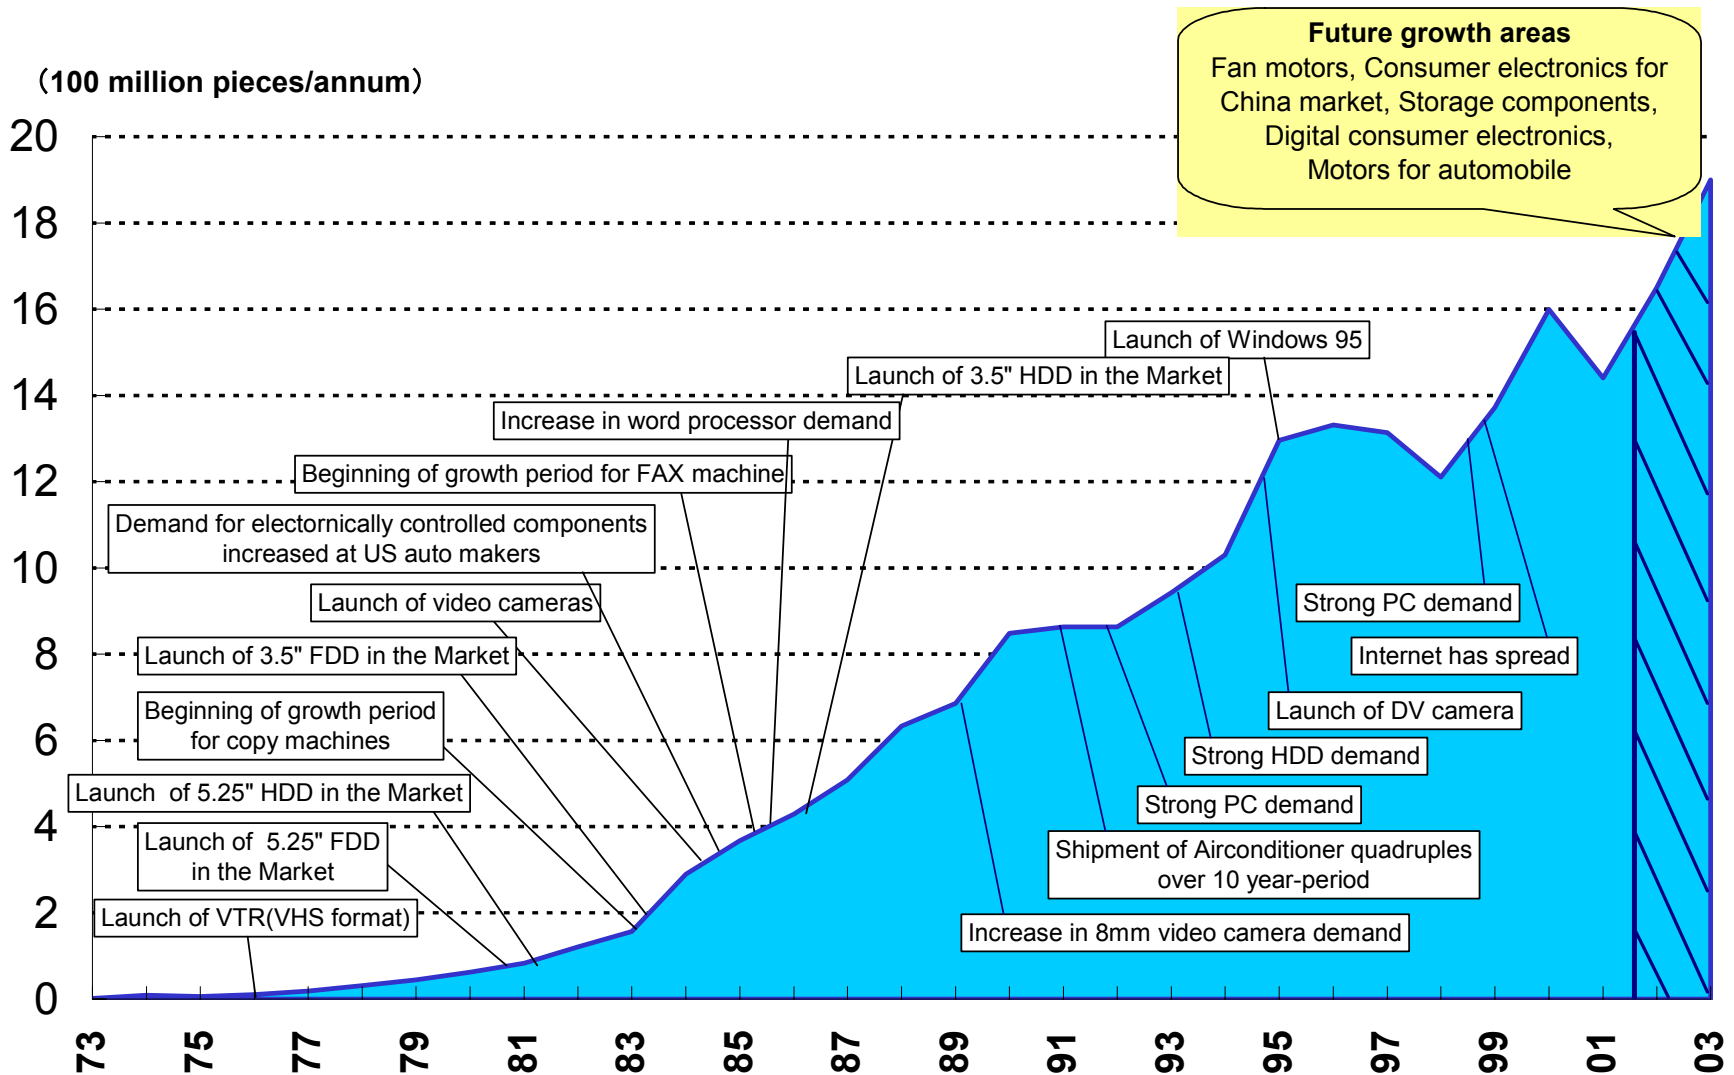 Future growth areas
Fan motors, Consumer electronics for
China market, Storage components,
Digital consumer electronics,
Motors for automobile
（100 million pieces/annum）
20
18
16
14
12
10
8
6
4
2
0
Launch of Windows 95
Launch of 3.5" HDD in the Market
Increase in word processor demand
Beginning of growth period for FAX machine
Demand for electornically controlled components
increased at US auto makers
Launch of video cameras
Launch of 3.5" FDD in the Market
Beginning of growth period
for copy machines
Launch of 5.25" HDD in the Market
Launch of 5.25" FDD
in the Market
Launch of VTR(VHS format)
Strong PC demand
Internet has spread
Launch of DV camera
Strong HDD demand
Strong PC demand
Shipment of Airconditioner quadruples
over 10 year-period
Increase in 8mm video camera demand
73
75
77
79
81
83
85
87
89
91
93
95
97
99
01
03